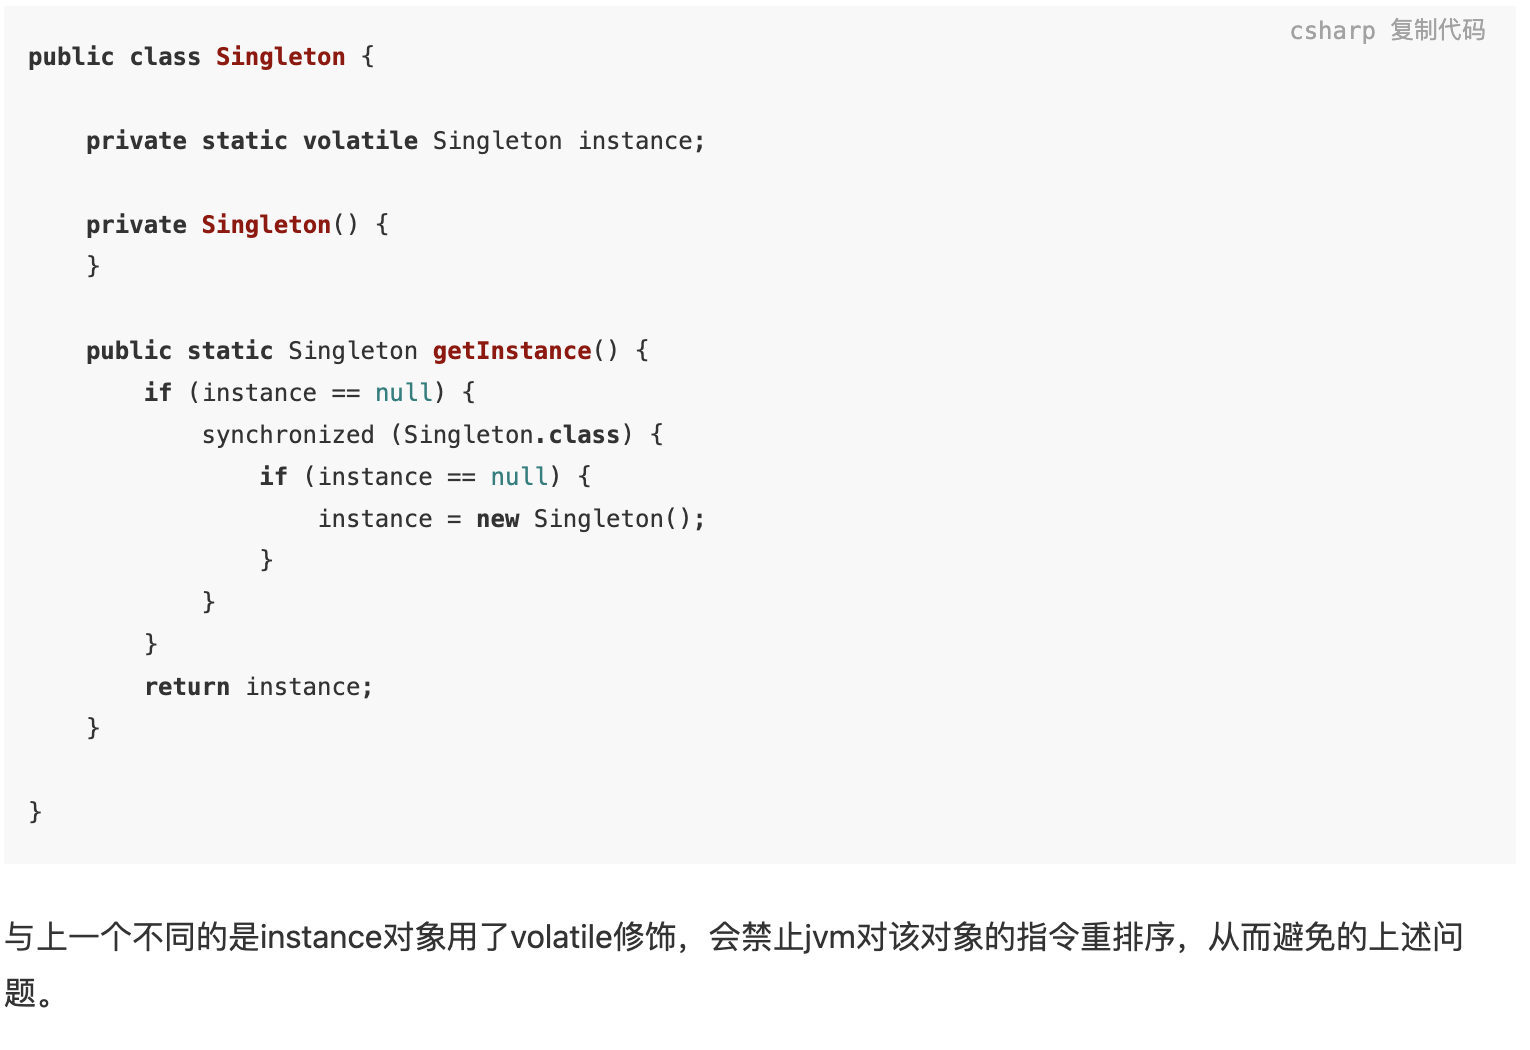 csharp 复制代码
public class Singleton {
    private static volatile Singleton instance;
    private Singleton() {
    }
    public static Singleton getInstance() {
        if (instance == null) {
            synchronized (Singleton.class) {
                if (instance == null) {
                    instance = new Singleton();
                }
            }
        }
        return instance;
    }
}
与上一个不同的是instance对象用了volatile修饰，会禁止jvm对该对象的指令重排序，从而避免的上述问
题。